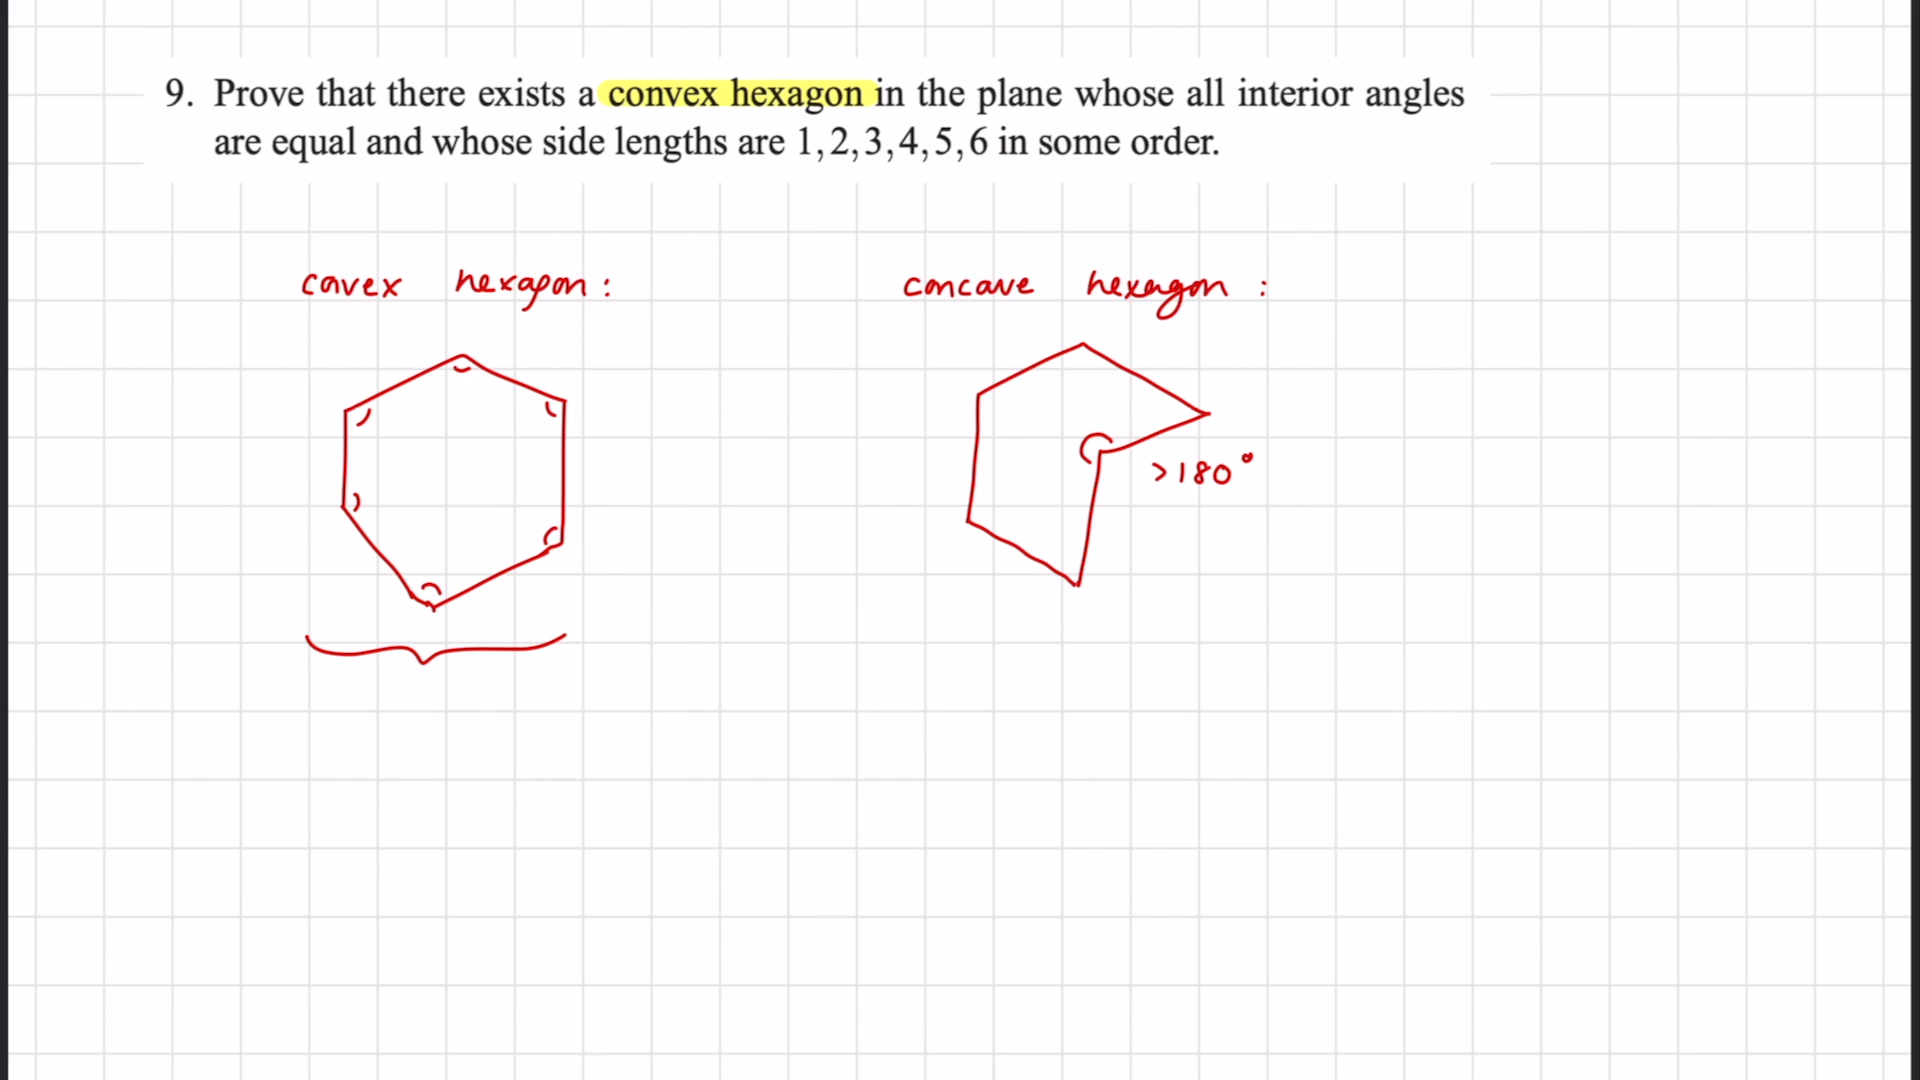 9. Prove that there exists a convex hexagon in the plane whose all interior angles
are equal and whose side lengths are 1,2,3,4,5,6 in some order.
convex hexagon :
concave hexagon :
>180°